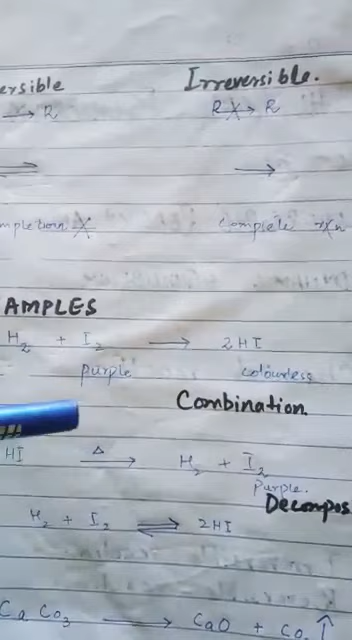 ersible Irreversible.
→ R R → R
⇌ →
mpletion X complete rxn
AMPLES
H₂ + I₂ → 2HI
purple colourless
Combination
HI Δ→ H₂ + I₂
purple.
Decompos
H₂ + I₂ ⇌ 2HI
CaCO₃ → CaO + CO₂ ↑